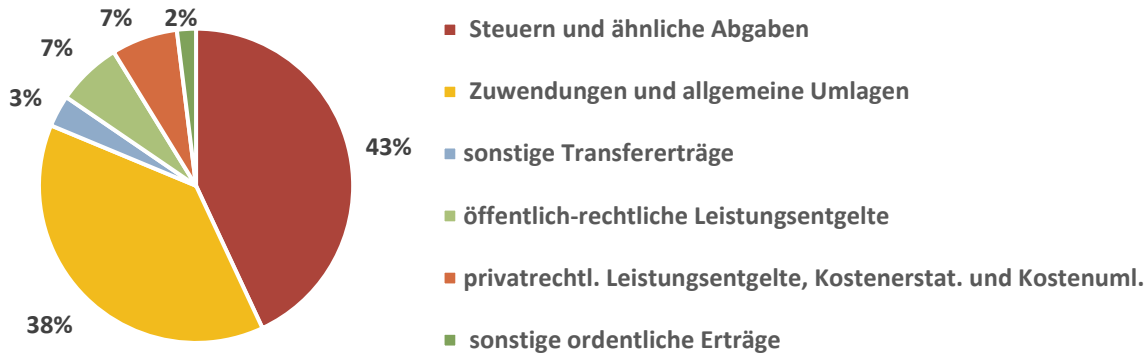 7%
2%
7%
3%
43%
38%
Steuern und ähnliche Abgaben
Zuwendungen und allgemeine Umlagen
sonstige Transfererträge
öffentlich-rechtliche Leistungsentgelte
privatrechtl. Leistungsentgelte, Kostenerstat. und Kostenuml.
sonstige ordentliche Erträge